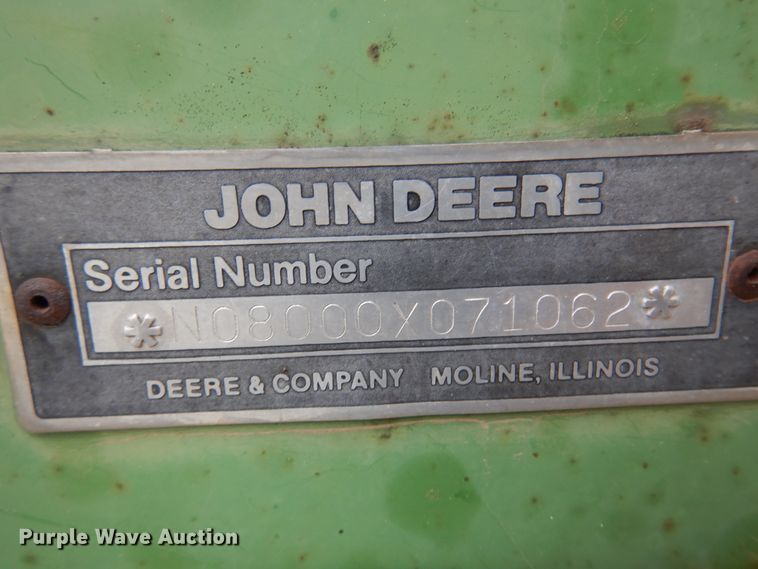 JOHN DEERE
Serial Number
*N08000X071062*
DEERE & COMPANY MOLINE, ILLINOIS
Purple Wave Auction